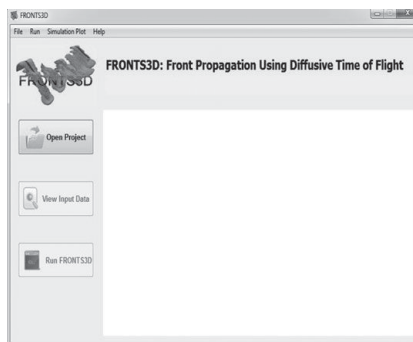 FRONTS3D
File Run Simulation Plot Help
FRONTS3D
FRONTS3D: Front Propagation Using Diffusive Time of Flight
Open Project
View Input Data
Run FRONTS3D